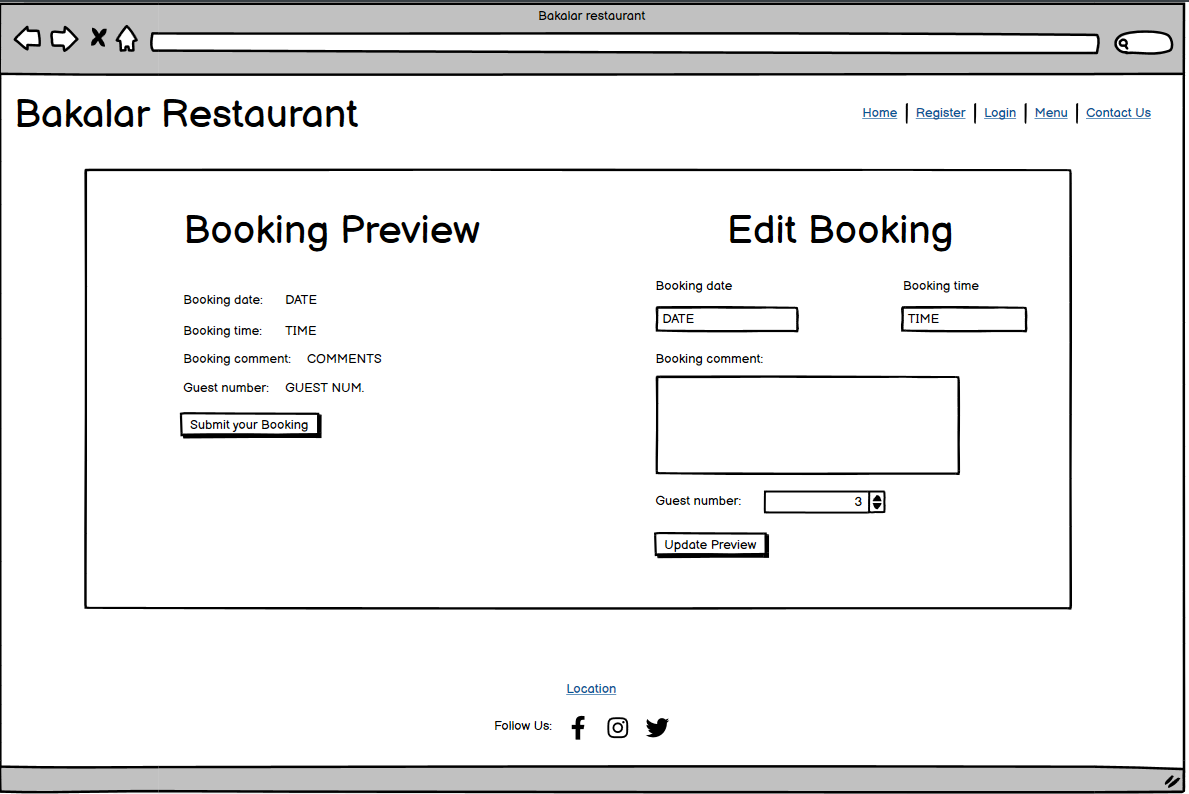 Bakalar restaurant
Bakalar Restaurant
Home Register Login Menu Contact Us
Booking Preview
Booking date: DATE
Booking time: TIME
Booking comment: COMMENTS
Guest number: GUEST NUM.
Submit your Booking
Edit Booking
Booking date Booking time
DATE TIME
Booking comment:
Guest number: 3
Update Preview
Location
Follow Us: